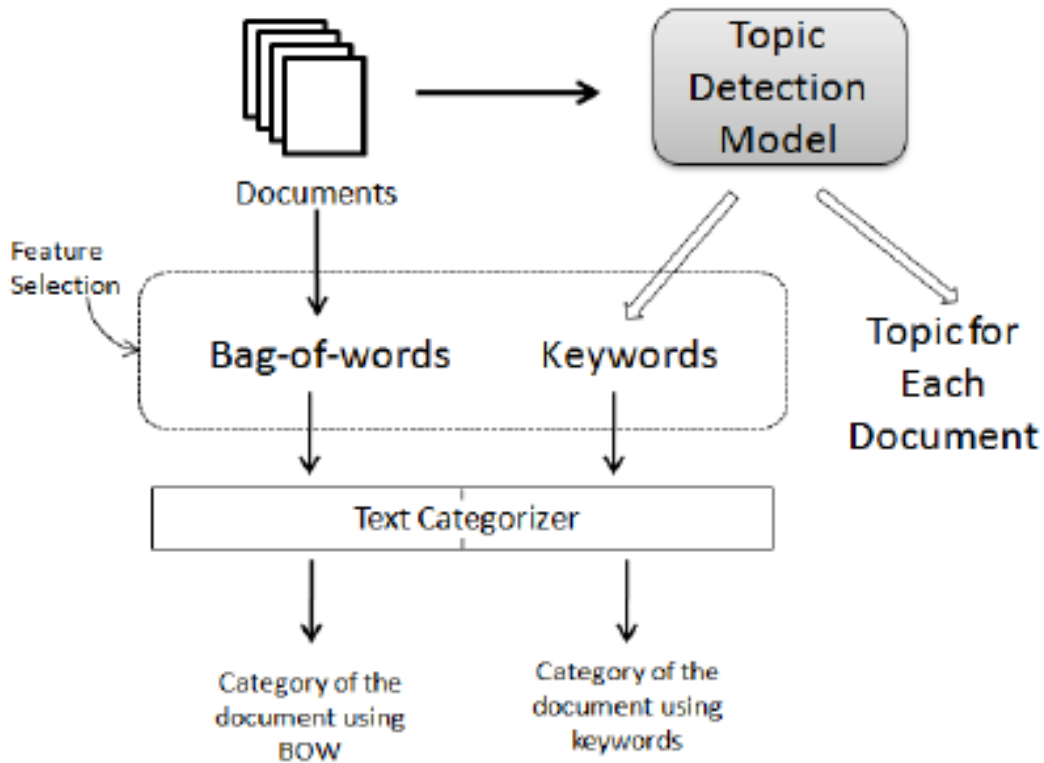 Topic
Detection
Model
Documents
Feature
Selection
Bag-of-words
Keywords
Topic for
Each
Document
Text Categorizer
Category of the
document using
BOW
Category of the
document using
keywords